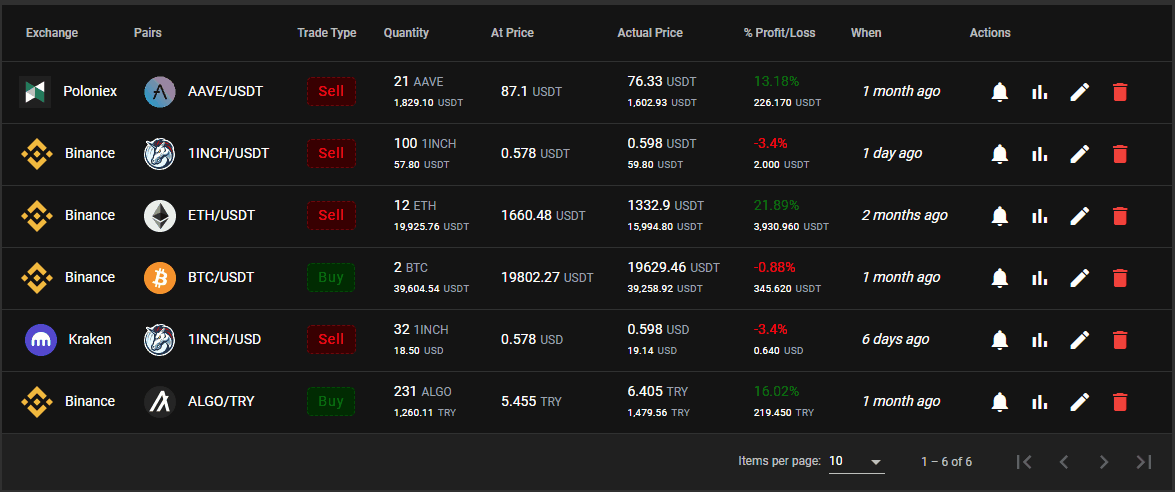 Exchange Pairs Trade Type Quantity At Price Actual Price % Profit/Loss When Actions
Poloniex AAVE/USDT Sell 21 AAVE 87.1 USDT 76.33 USDT 13.18% 1 month ago
1,829.10 USDT 1,602.93 USDT 226.170 USDT
Binance 1INCH/USDT Sell 100 1INCH 0.578 USDT 0.598 USDT -3.4% 1 day ago
57.80 USDT 59.80 USDT 2.000 USDT
Binance ETH/USDT Sell 12 ETH 1660.48 USDT 1332.9 USDT 21.89% 2 months ago
19,925.76 USDT 15,994.80 USDT 3,930.960 USDT
Binance BTC/USDT Buy 2 BTC 19802.27 USDT 19629.46 USDT -0.88% 1 month ago
39,604.54 USDT 39,258.92 USDT 345.620 USDT
Kraken 1INCH/USD Sell 32 1INCH 0.578 USD 0.598 USD -3.4% 6 days ago
18.50 USD 19.14 USD 0.640 USD
Binance ALGO/TRY Buy 231 ALGO 5.455 TRY 6.405 TRY 16.02% 1 month ago
1,260.11 TRY 1,479.56 TRY 219.450 TRY
Items per page: 10 1 – 6 of 6